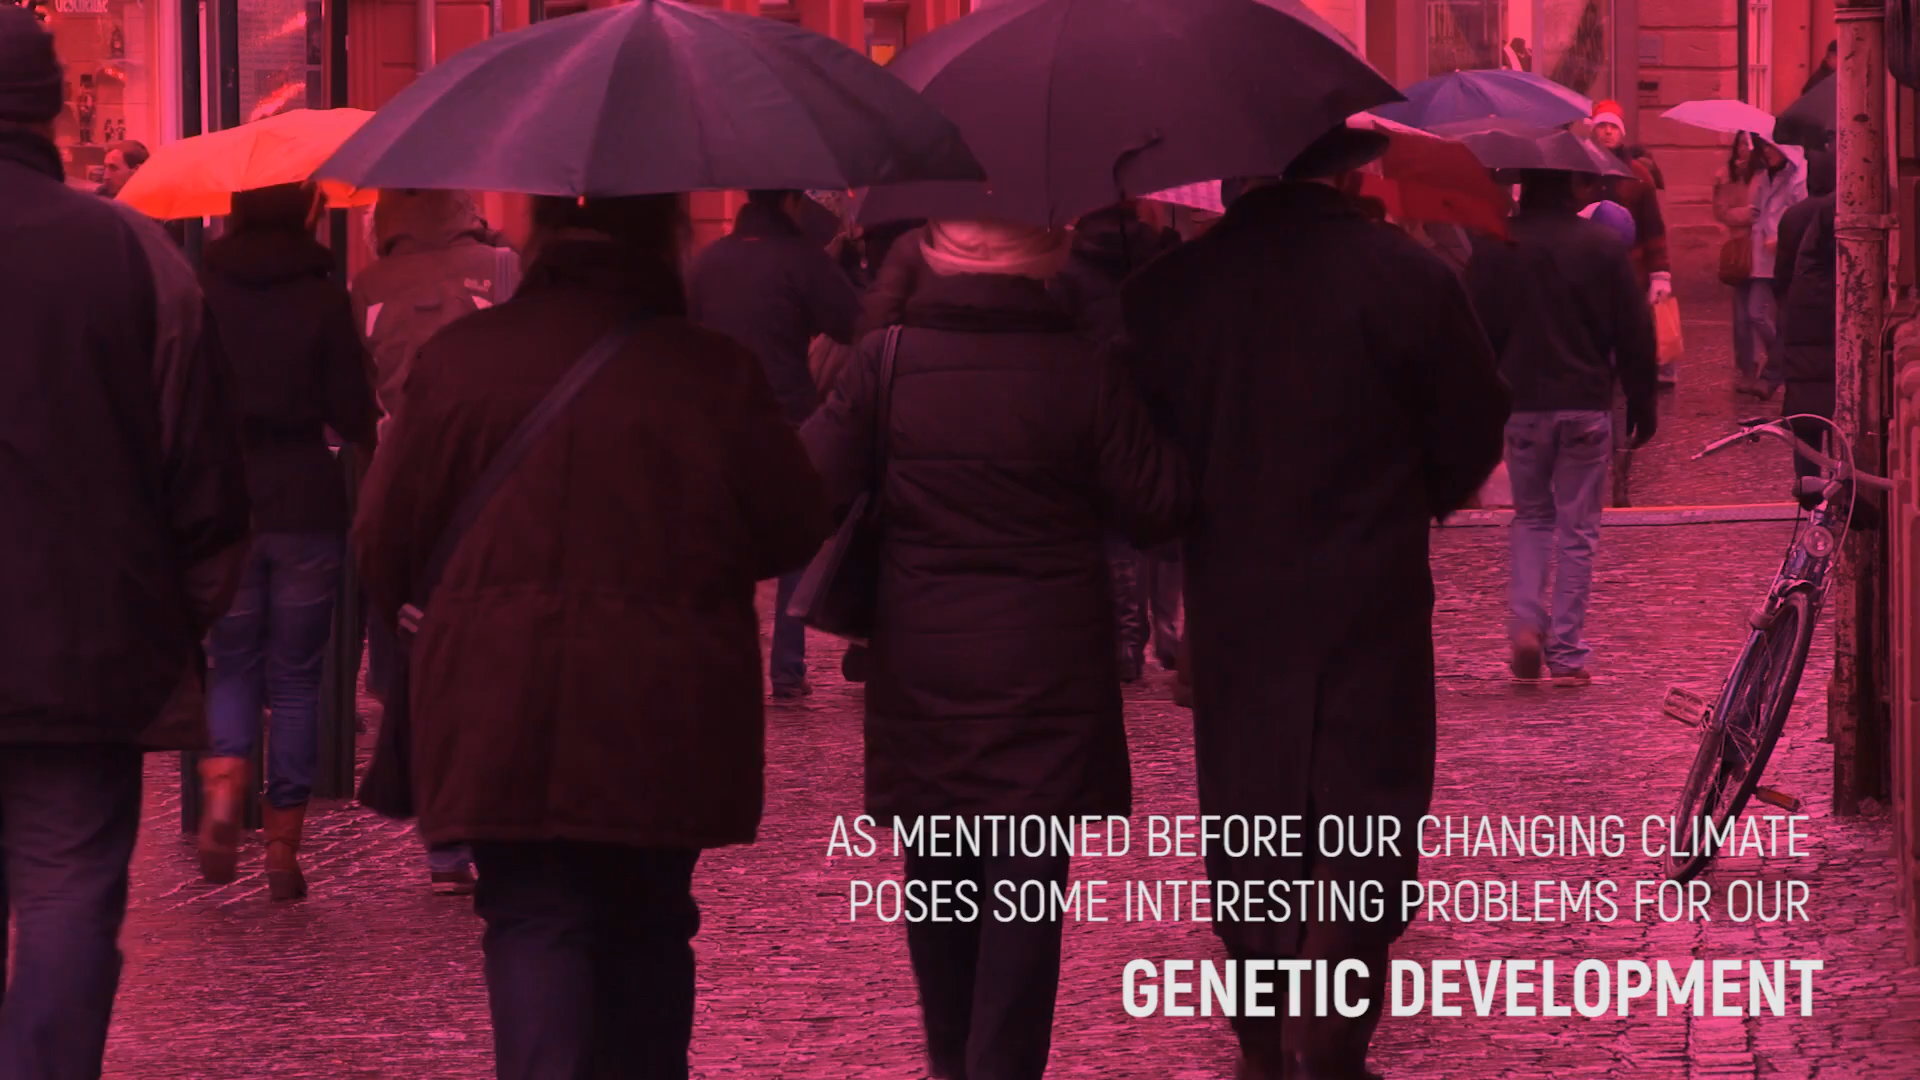 AS MENTIONED BEFORE OUR CHANGING CLIMATE
POSES SOME INTERESTING PROBLEMS FOR OUR
GENETIC DEVELOPMENT